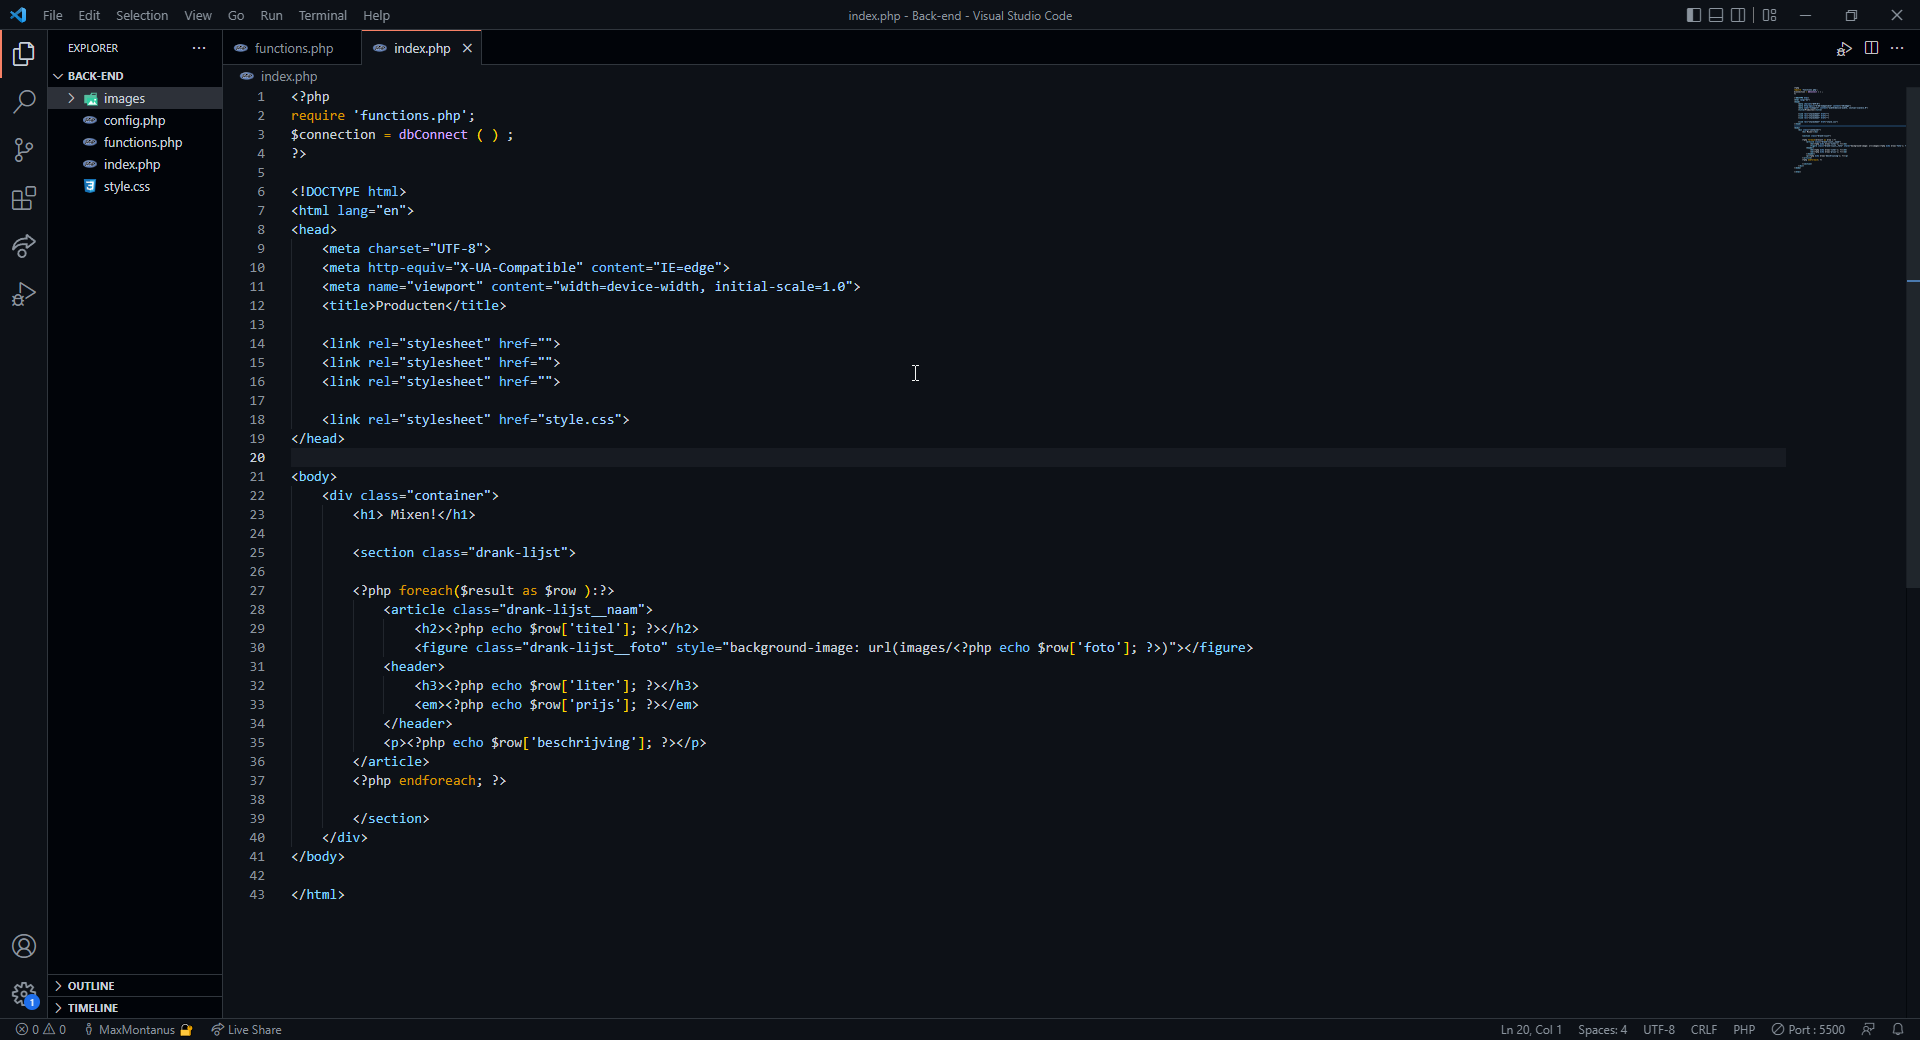 File Edit Selection View Go Run Terminal Help
index.php - Back-end - Visual Studio Code
EXPLORER
BACK-END
images
config.php
functions.php
index.php
style.css
OUTLINE
TIMELINE
functions.php index.php
index.php
1 <?php
2 require 'functions.php';
3 $connection = dbConnect ( ) ;
4 ?>
5
6 <!DOCTYPE html>
7 <html lang="en">
8 <head>
9 <meta charset="UTF-8">
10 <meta http-equiv="X-UA-Compatible" content="IE=edge">
11 <meta name="viewport" content="width=device-width, initial-scale=1.0">
12 <title>Producten</title>
13
14 <link rel="stylesheet" href="">
15 <link rel="stylesheet" href="">
16 <link rel="stylesheet" href="">
17
18 <link rel="stylesheet" href="style.css">
19 </head>
20
21 <body>
22 <div class="container">
23 <h1> Mixen!</h1>
24
25 <section class="drank-lijst">
26
27 <?php foreach($result as $row ):?>
28 <article class="drank-lijst__naam">
29 <h2><?php echo $row['titel']; ?></h2>
30 <figure class="drank-lijst__foto" style="background-image: url(images/<?php echo $row['foto']; ?>)"></figure>
31 <header>
32 <h3><?php echo $row['liter']; ?></h3>
33 <em><?php echo $row['prijs']; ?></em>
34 </header>
35 <p><?php echo $row['beschrijving']; ?></p>
36 </article>
37 <?php endforeach; ?>
38
39 </section>
40 </div>
41 </body>
42
43 </html>
1
0 0 MaxMontanus Live Share
Ln 20, Col 1 Spaces: 4 UTF-8 CRLF PHP Port : 5500